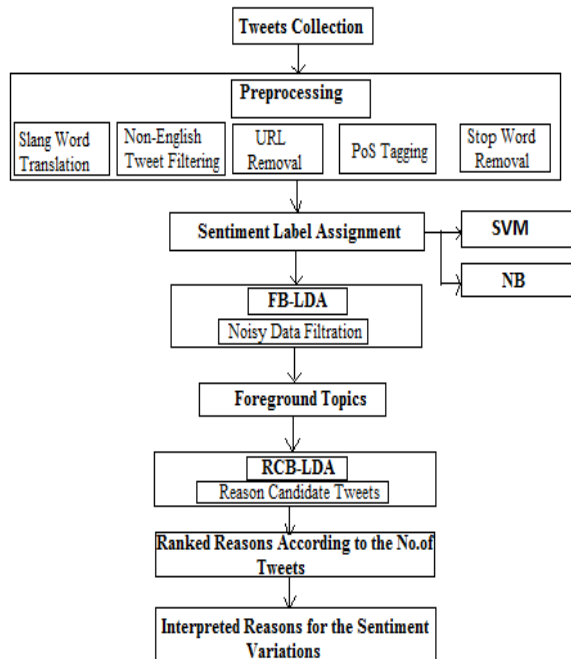 Tweets Collection
Preprocessing
Slang Word
Translation
Non-English
Tweet Filtering
URL
Removal
PoS Tagging
Stop Word
Removal
Sentiment Label Assignment
SVM
NB
FB-LDA
Noisy Data Filtration
Foreground Topics
RCB-LDA
Reason Candidate Tweets
Ranked Reasons According to the No.of
Tweets
Interpreted Reasons for the Sentiment
Variations